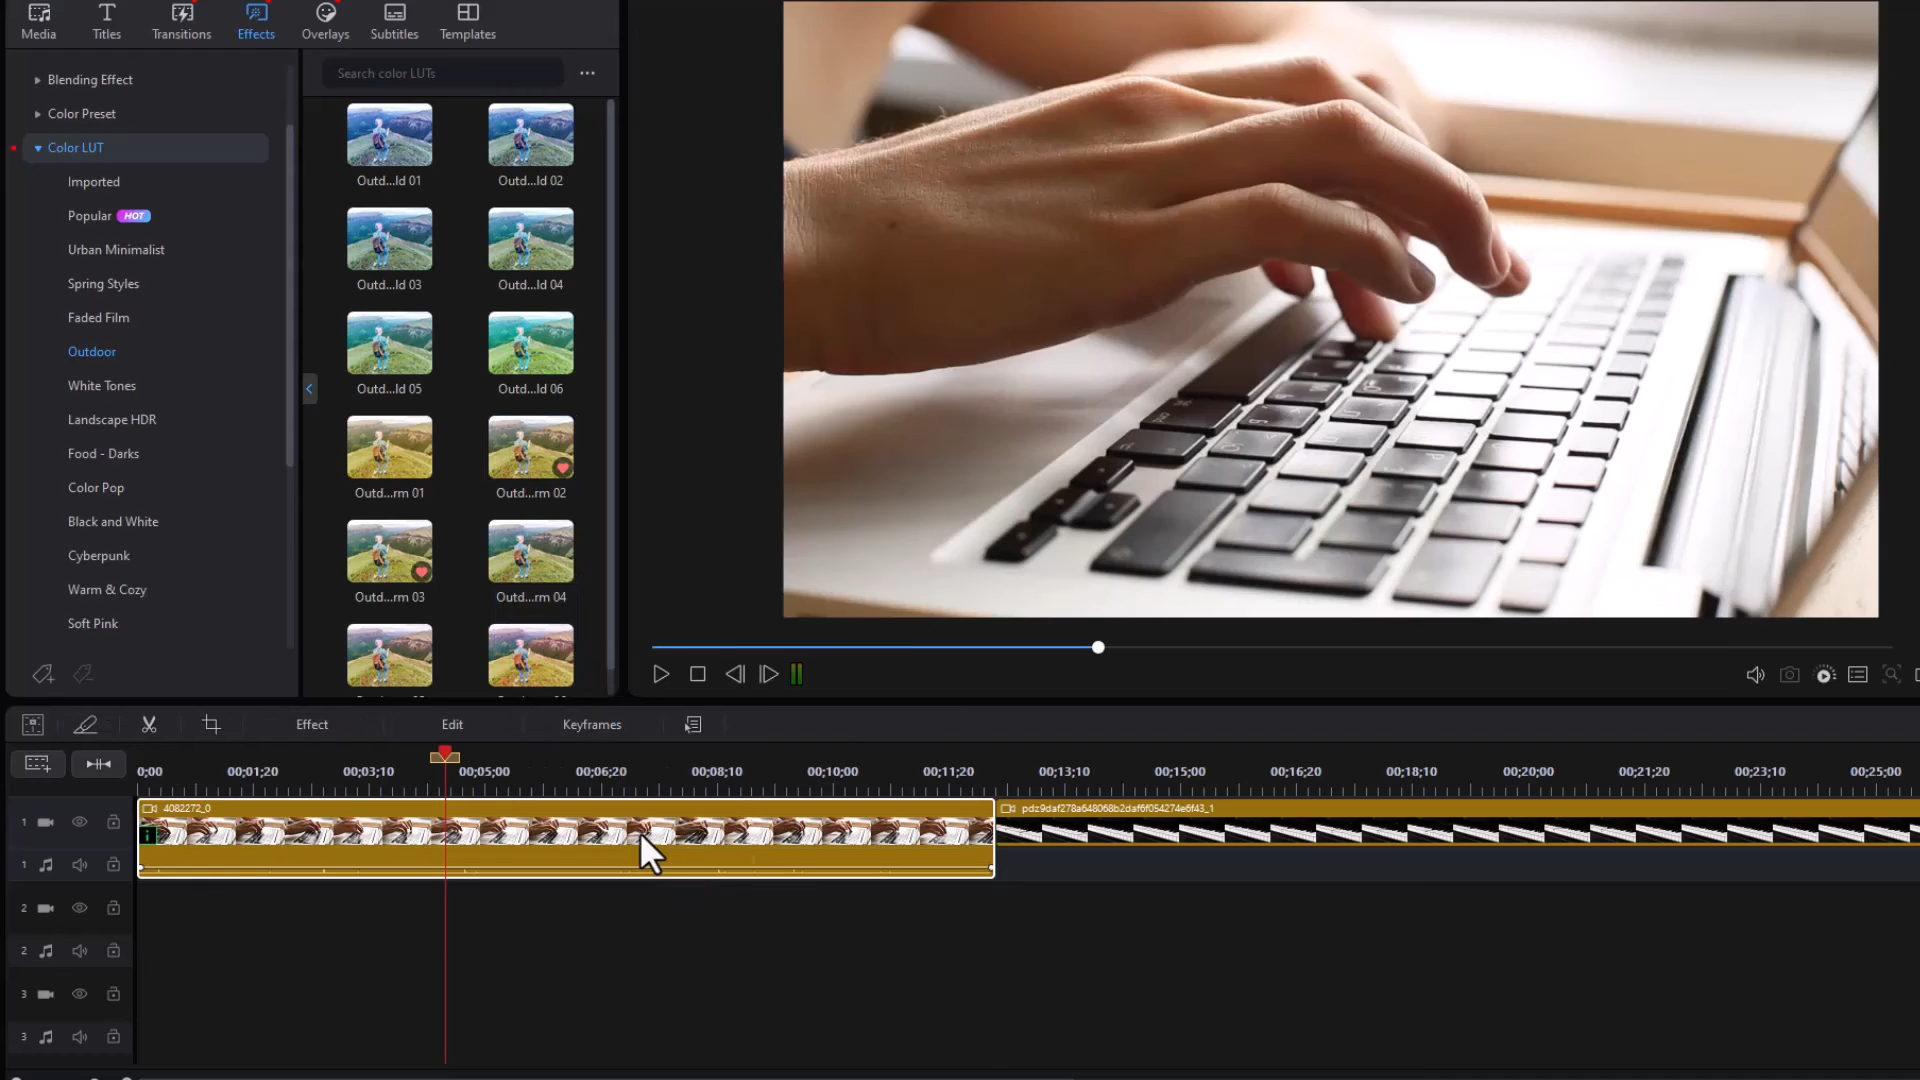 Media
Titles
Transitions
Effects
Overlays
Subtitles
Templates
Blending Effect
Color Preset
Color LUT
Imported
Popular HOT
Urban Minimalist
Spring Styles
Faded Film
Outdoor
White Tones
Landscape HDR
Food - Darks
Color Pop
Black and White
Cyberpunk
Warm & Cozy
Soft Pink
Search color LUTs
Outd...ld 01
Outd...ld 02
Outd...ld 03
Outd...ld 04
Outd...ld 05
Outd...ld 06
Outd...rm 01
Outd...rm 02
Outd...rm 03
Outd...rm 04
Effect
Edit
Keyframes
0;00
00;01;20
00;03;10
00;05;00
00;06;20
00;08;10
00;10;00
00;11;20
00;13;10
00;15;00
00;16;20
00;18;10
00;20;00
00;21;20
00;23;10
00;25;00
1
4082272_0
pdz9daf278a648068b2daf6f054274e6f43_1
i
1
2
2
3
3